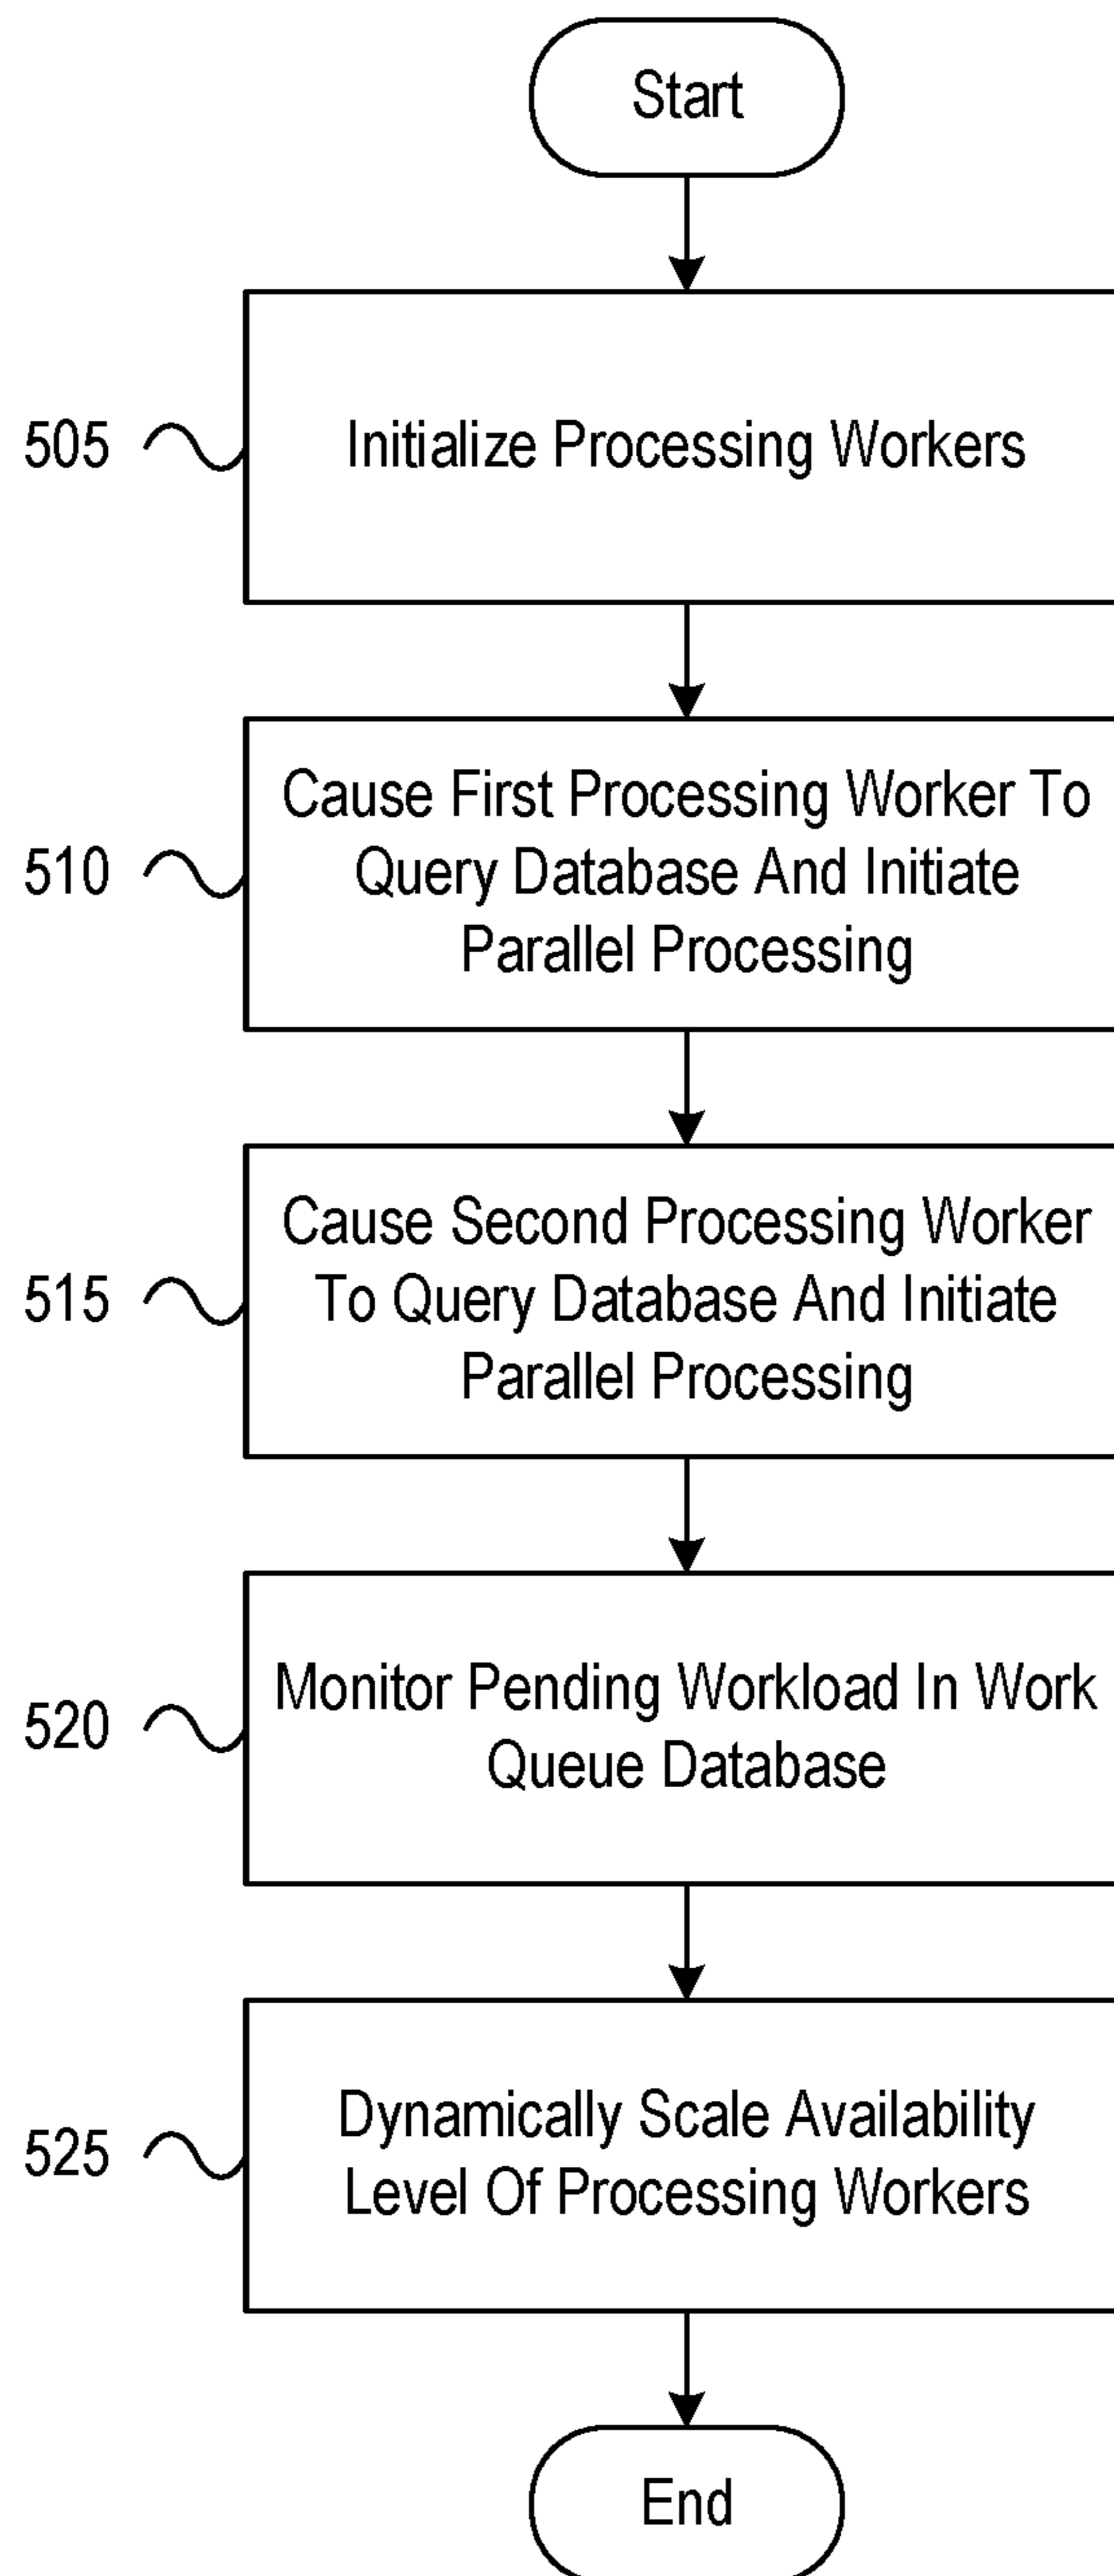 Start
505
Initialize Processing Workers
510
Cause First Processing Worker To
Query Database And Initiate
Parallel Processing
515
Cause Second Processing Worker
To Query Database And Initiate
Parallel Processing
520
Monitor Pending Workload In Work
Queue Database
525
Dynamically Scale Availability
Level Of Processing Workers
End